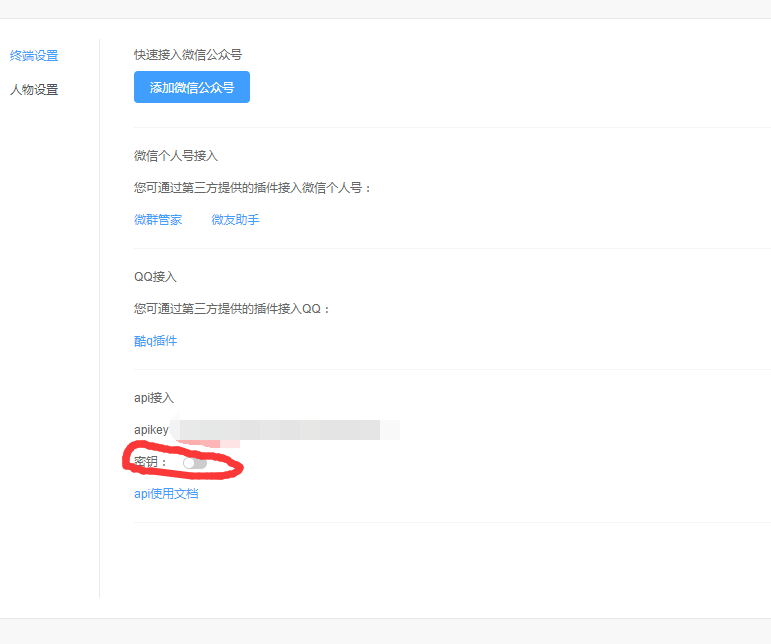 终端设置
人物设置
快速接入微信公众号
添加微信公众号
微信个人号接入
您可通过第三方提供的插件接入微信个人号：
微群管家 微友助手
QQ接入
您可通过第三方提供的插件接入QQ：
酷q插件
api接入
apikey
密钥：
api使用文档